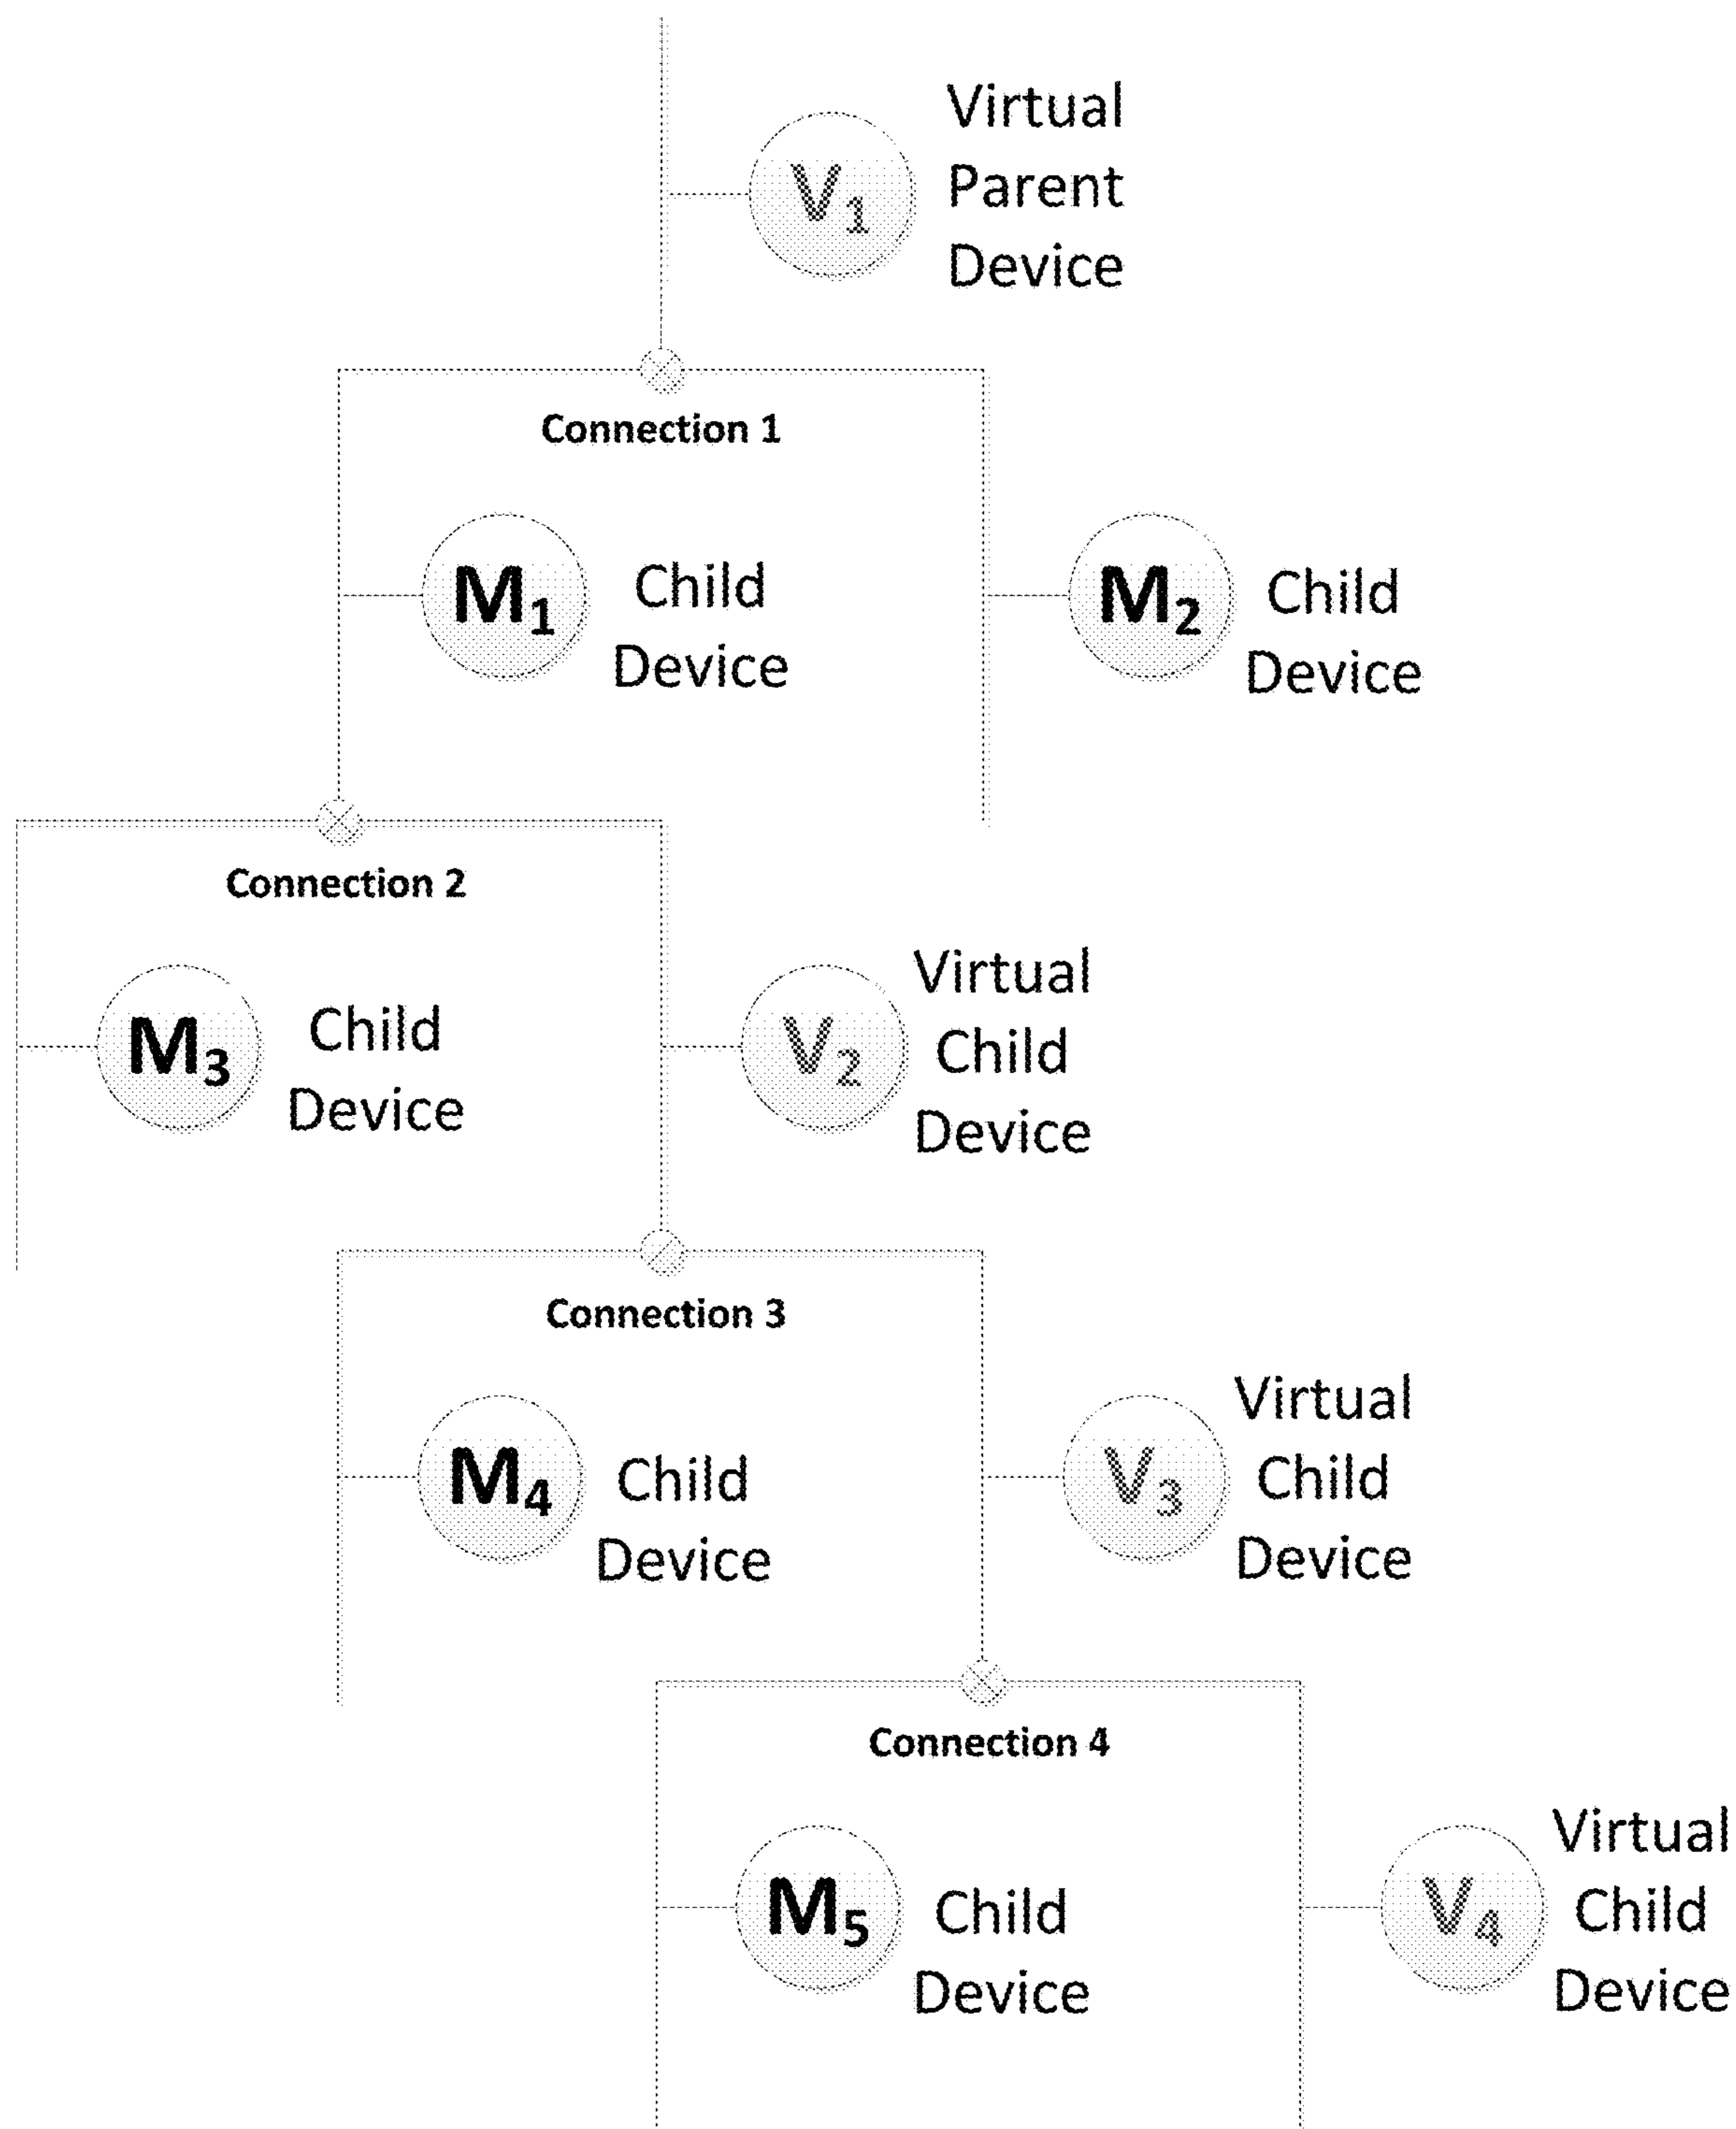 Virtual
Parent
Device
V1
Connection 1
M1
Child
Device
M2
Child
Device
Connection 2
M3
Child
Device
V2
Virtual
Child
Device
Connection 3
M4
Child
Device
V3
Virtual
Child
Device
Connection 4
M5
Child
Device
V4
Virtual
Child
Device